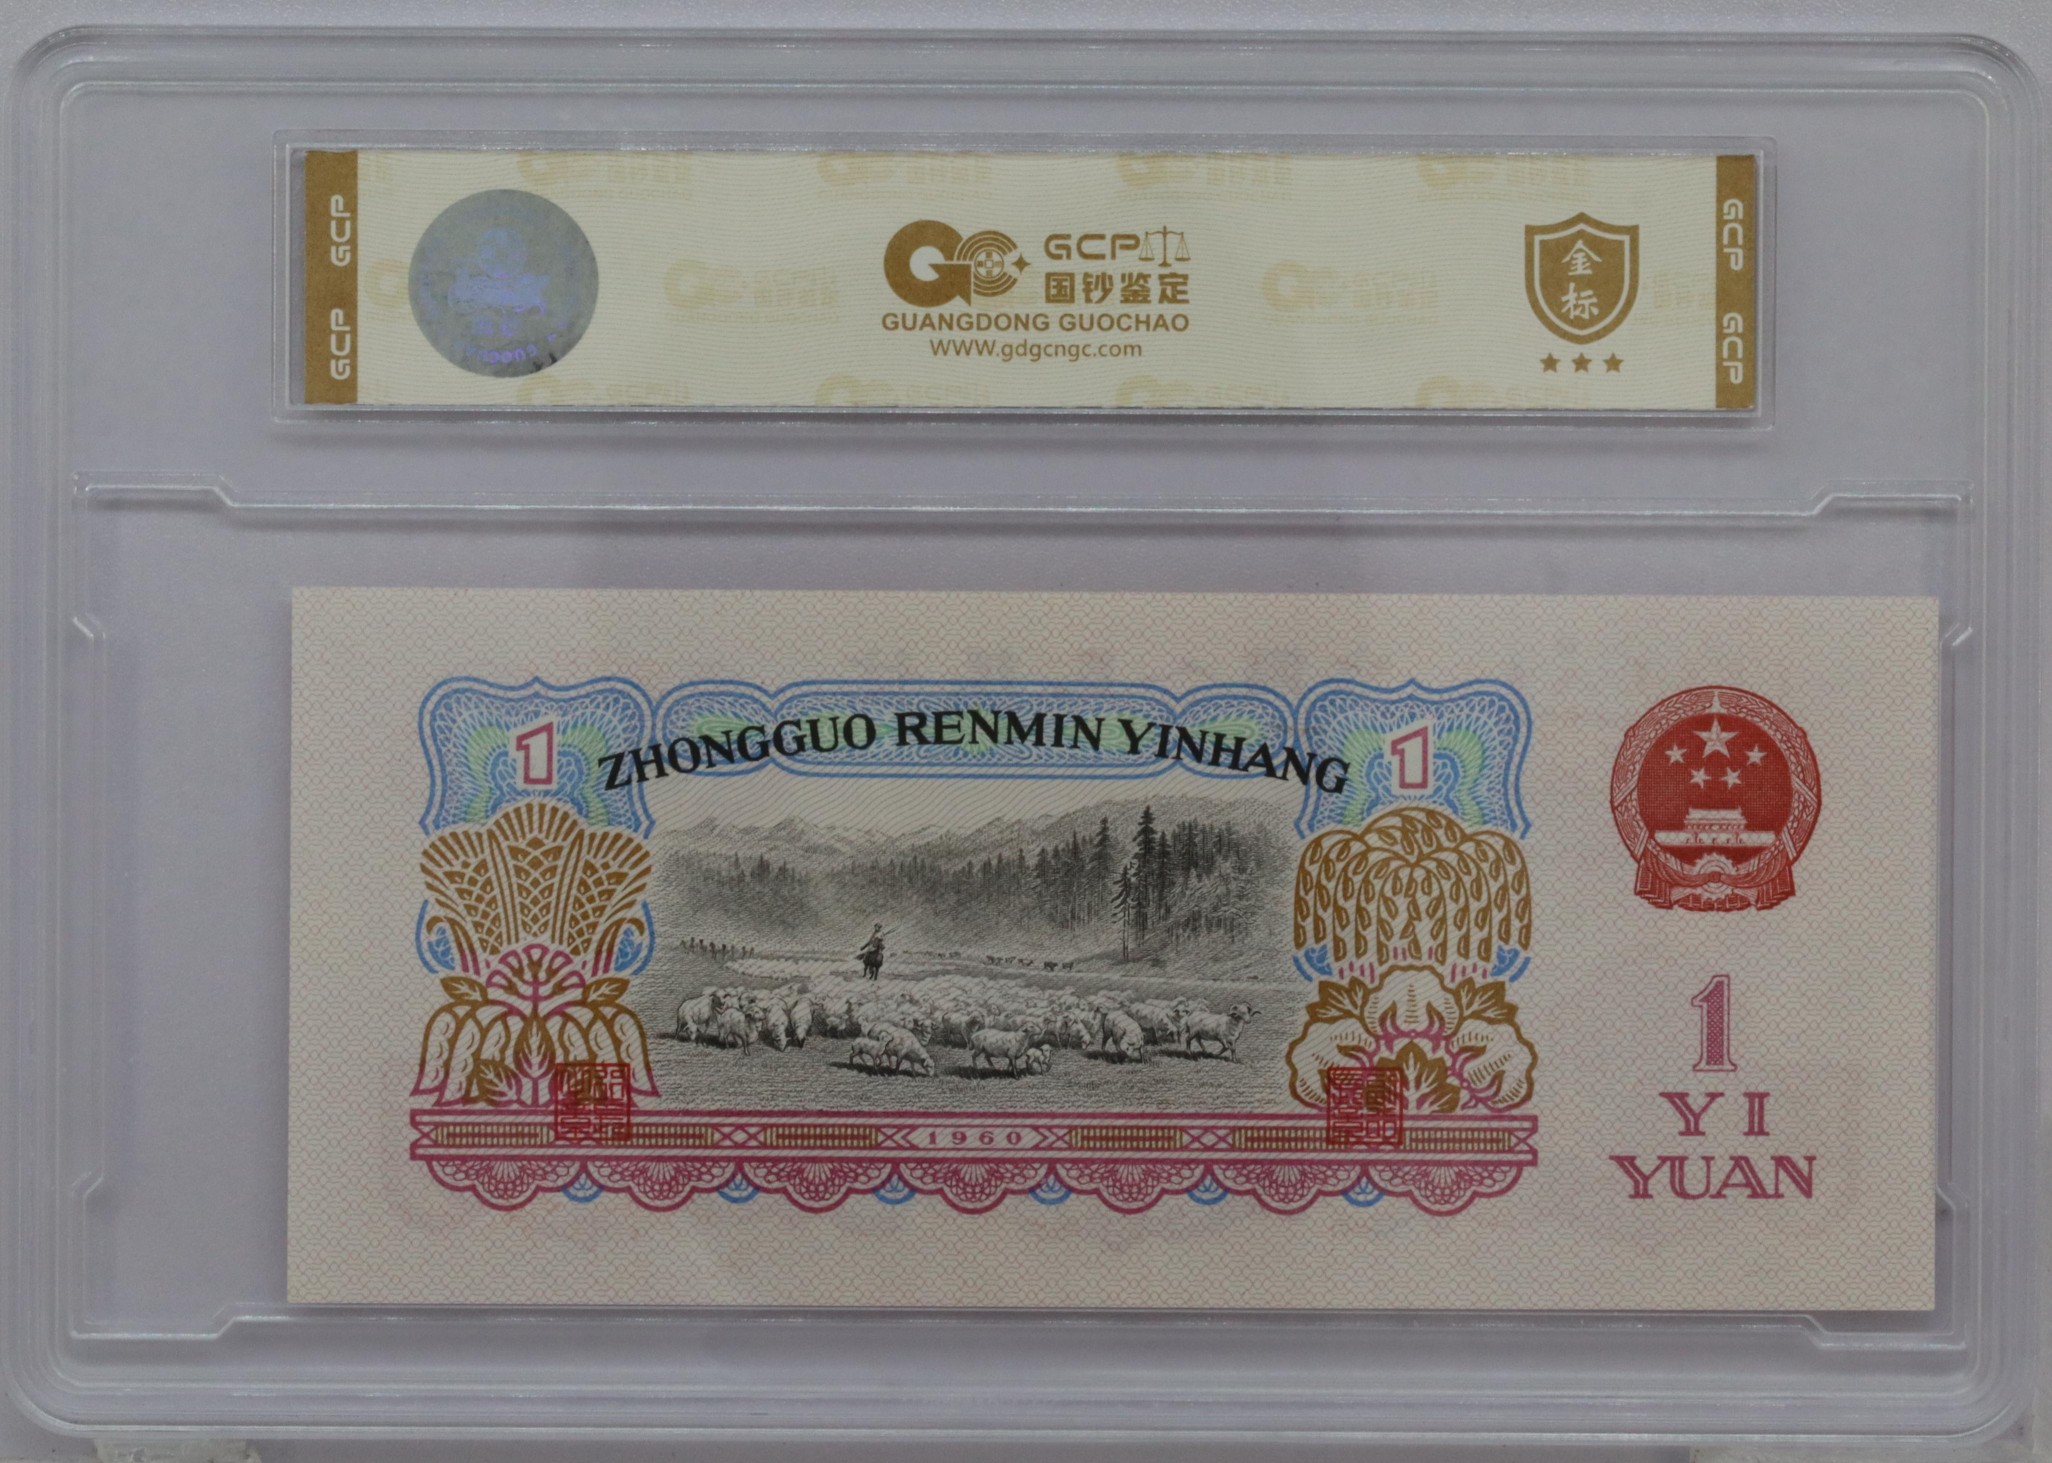 GCP GCP
GCP
国钞鉴定
GUANGDONG GUOCHAO
WWW.gdgcngc.com
金标
GCP GCP
ZHONGGUO RENMIN YINHANG
1
1
1960
1
YI
YUAN